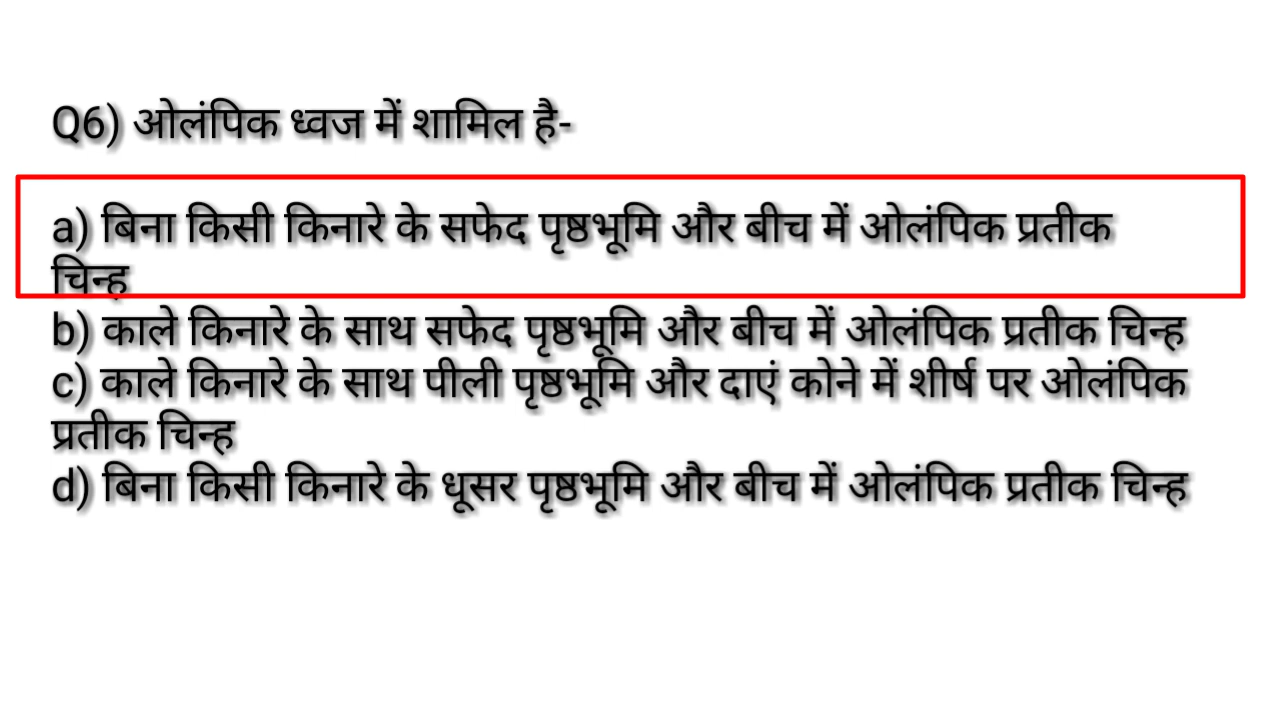 Q6) ओलंपिक ध्वज में शामिल है-
a) बिना किसी किनारे के सफेद पृष्ठभूमि और बीच में ओलंपिक प्रतीक
चिन्ह
b) काले किनारे के साथ सफेद पृष्ठभूमि और बीच में ओलंपिक प्रतीक चिन्ह
c) काले किनारे के साथ पीली पृष्ठभूमि और दाएं कोने में शीर्ष पर ओलंपिक
प्रतीक चिन्ह
d) बिना किसी किनारे के धूसर पृष्ठभूमि और बीच में ओलंपिक प्रतीक चिन्ह